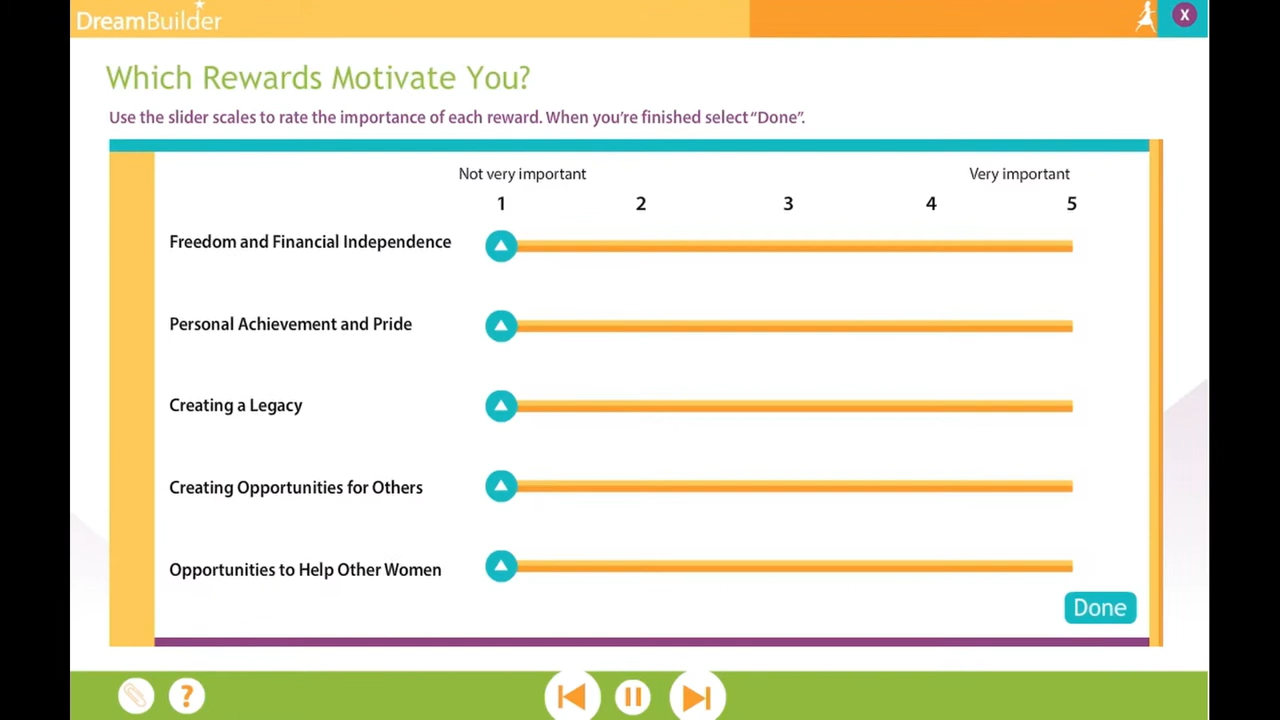 DreamBuilder
X
Which Rewards Motivate You?
Use the slider scales to rate the importance of each reward. When you're finished select “Done”.
Not very important Very important
1 2 3 4 5
Freedom and Financial Independence
Personal Achievement and Pride
Creating a Legacy
Creating Opportunities for Others
Opportunities to Help Other Women
Done
?